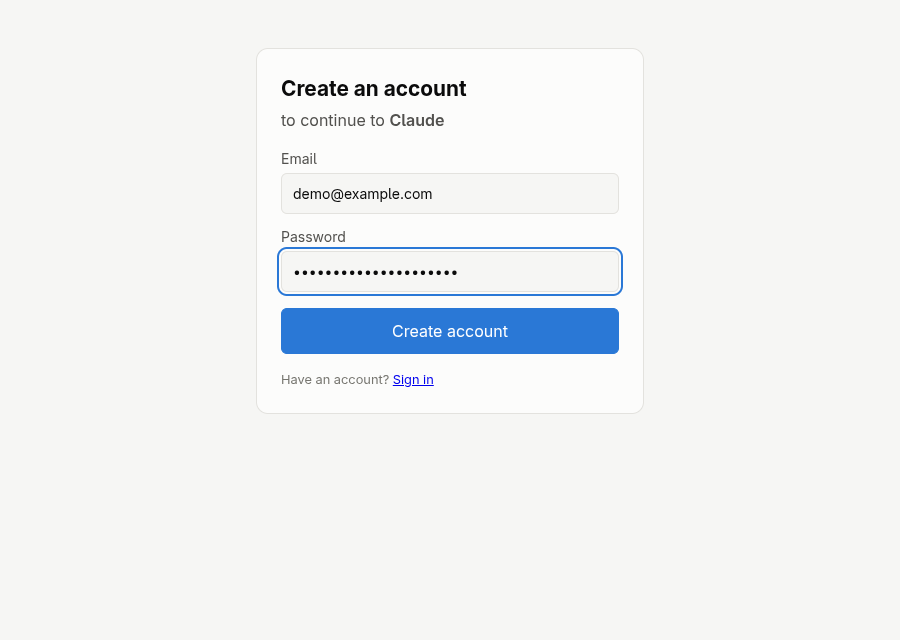 Create an account
to continue to Claude
Email
demo@example.com
Password
•••••••••••••••••••••
Create account
Have an account? Sign in